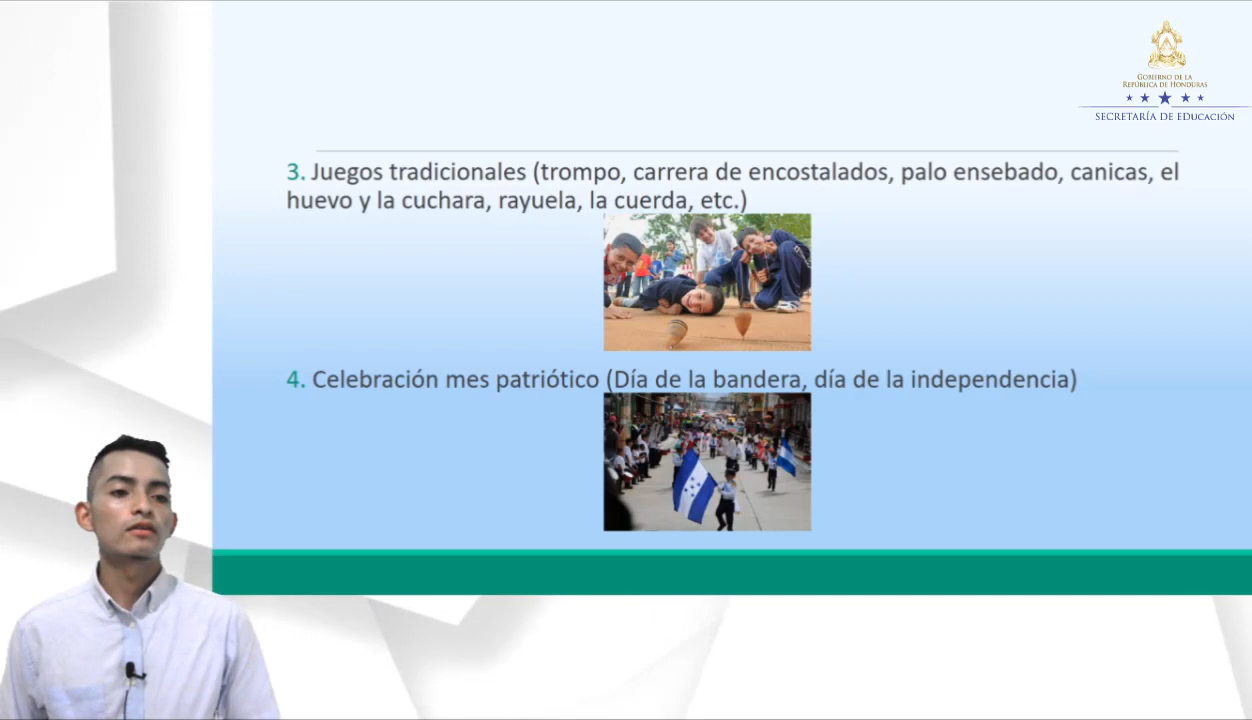 GOBIERNO DE LA
REPÚBLICA DE HONDURAS
SECRETARÍA DE EDUCACIÓN
3. Juegos tradicionales (trompo, carrera de encostalados, palo ensebado, canicas, el
huevo y la cuchara, rayuela, la cuerda, etc.)
4. Celebración mes patriótico (Día de la bandera, día de la independencia)